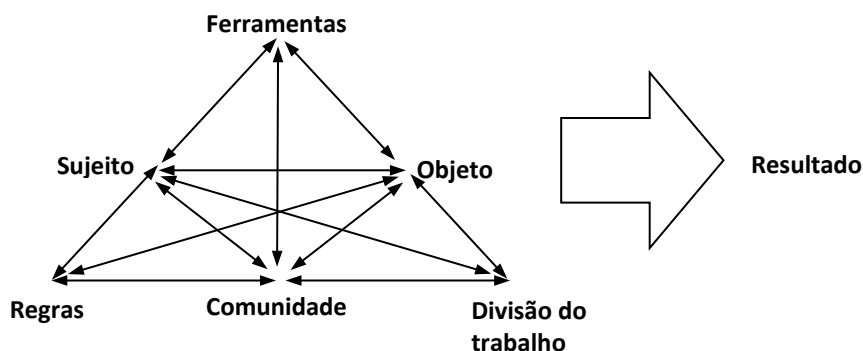 Ferramentas
Sujeito
Objeto
Resultado
Regras
Comunidade
Divisão do
trabalho